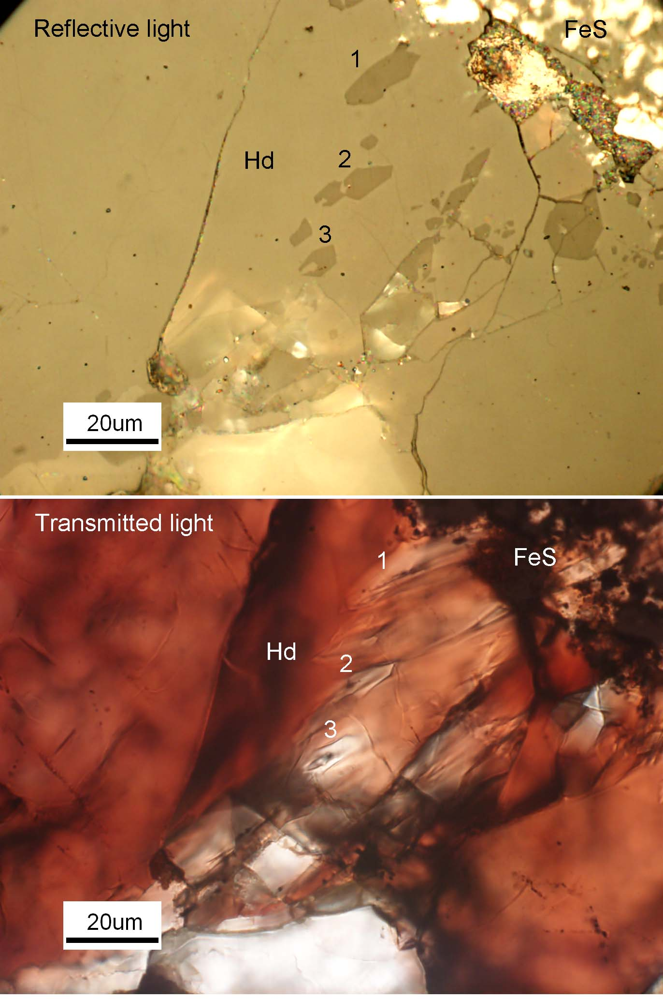 Reflective light
FeS
1
Hd
2
3
20um
Transmitted light
1
FeS
Hd
2
3
20um